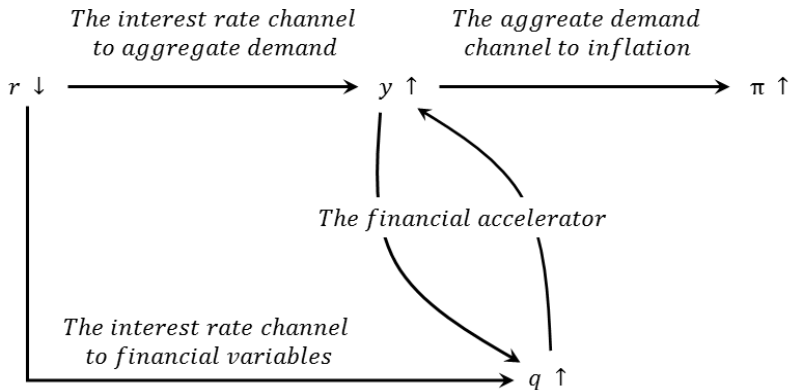 The interest rate channel
to aggregate demand
The aggreate demand
channel to inflation
r ↓
y ↑
π ↑
The financial accelerator
The interest rate channel
to financial variables
q ↑